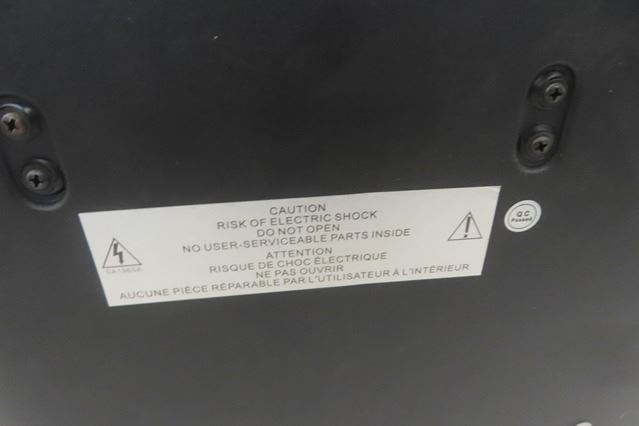 CAUTION
RISK OF ELECTRIC SHOCK
DO NOT OPEN
NO USER-SERVICEABLE PARTS INSIDE
ATTENTION
RISQUE DE CHOC ÉLECTRIQUE
NE PAS OUVRIR
AUCUNE PIÈCE RÉPARABLE PAR L'UTILISATEUR À L'INTÉRIEUR
QC
Passed